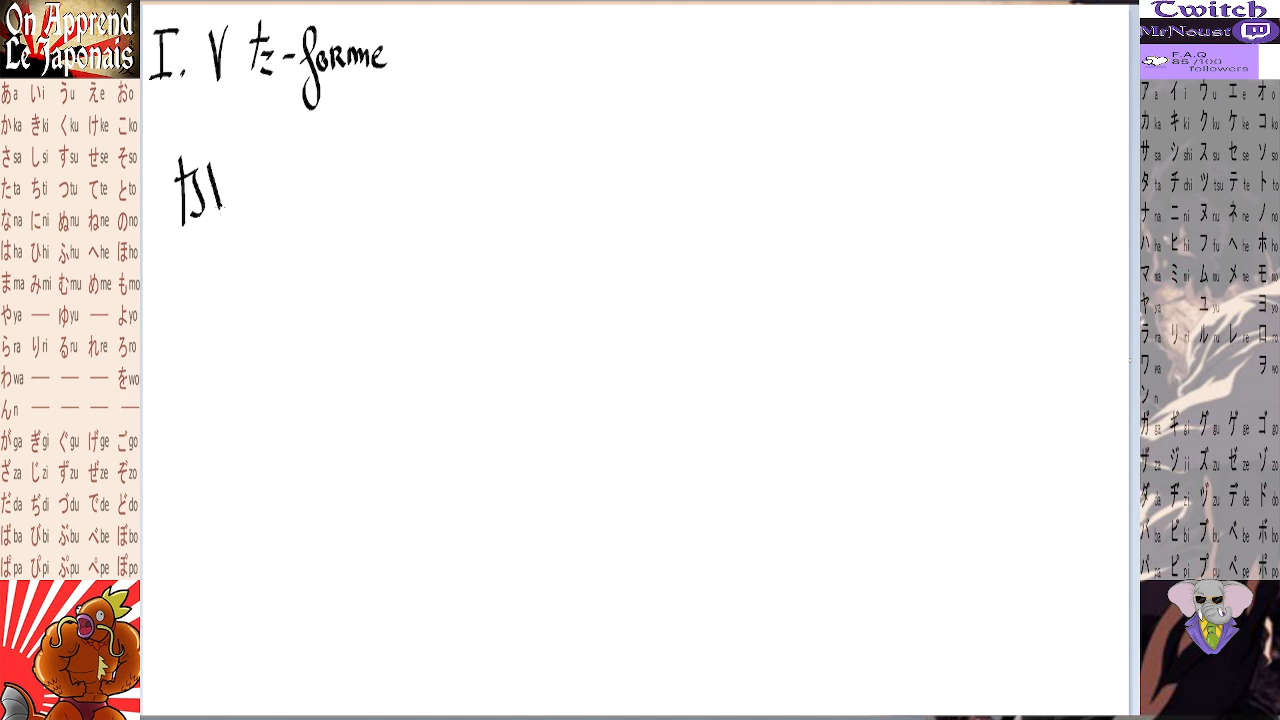 On Apprend
Le Japonais
I. V た-forme
あa いi うu えe おo
かka きki くku けke こko
さsa しsi すsu せse そso
たta ちti つtu てte とto
なna にni ぬnu ねne のno
はha ひhi ふhu へhe ほho
まma みmi むmu めme もmo
やya — ゆyu — よyo
らra りri るru れre ろro
わwa — — — をwo
んn — — — —
がga ぎgi ぐgu げge ごgo
ざza じzi ずzu ぜze ぞzo
だda ぢdi づdu でde どdo
ばba びbi ぶbu べbe ぼbo
ぱpa ぴpi ぷpu ぺpe ぽpo
Twitch
MrNoust
F.A.Q
85 /100
followers
アa イi ウu エe オo
カka キki クku ケke コko
サsa シshi スsu セse ソso
タta チchi ツtsu テte トto
ナna ニni ヌnu ネne ノno
ハha ヒhi フfu ヘhe ホho
マma ミmi ムmu メme モmo
ヤya ユyu ヨyo
ラra リri ルru レre ロro
ワwa ヲwo
ンn
ガga ギgi グgu ゲge ゴgo
ザza ジji ズzu ゼze ゾzo
ダda ヂzi ヅzu デde ドdo
バba ビbi ブbu ベbe ボbo
パpa ピpi プpu ペpe ポpo